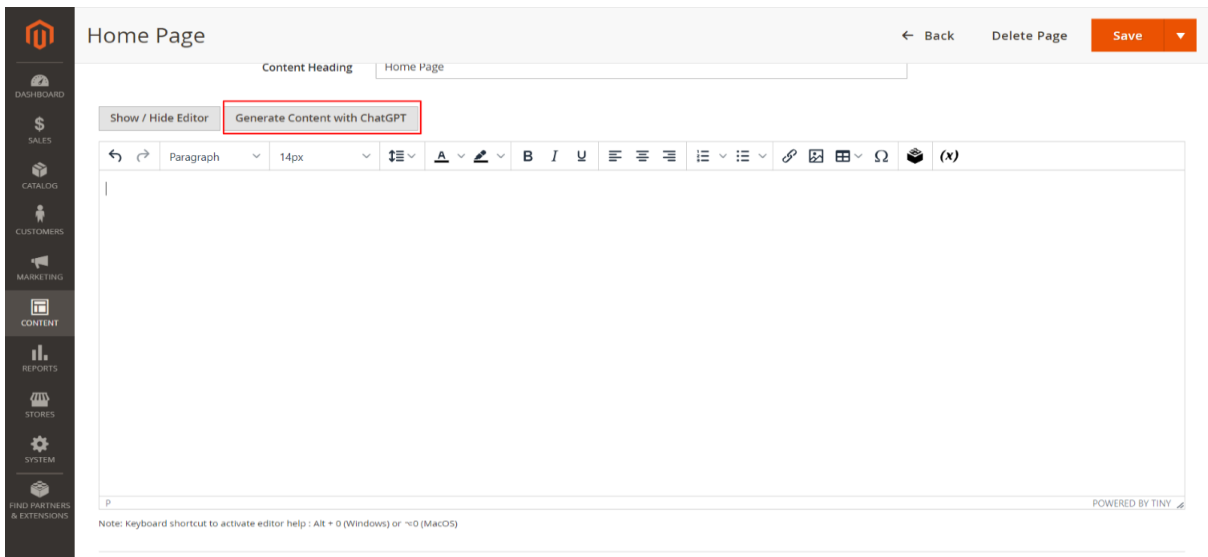 Home Page
← Back
Delete Page
Save
DASHBOARD
SALES
CATALOG
CUSTOMERS
MARKETING
CONTENT
REPORTS
STORES
SYSTEM
FIND PARTNERS
& EXTENSIONS
Content Heading
Home Page
Show / Hide Editor
Generate Content with ChatGPT
Paragraph
14px
A
B
I
U
Ω
(x)
P
POWERED BY TINY
Note: Keyboard shortcut to activate editor help : Alt + 0 (Windows) or ⌥0 (MacOS)